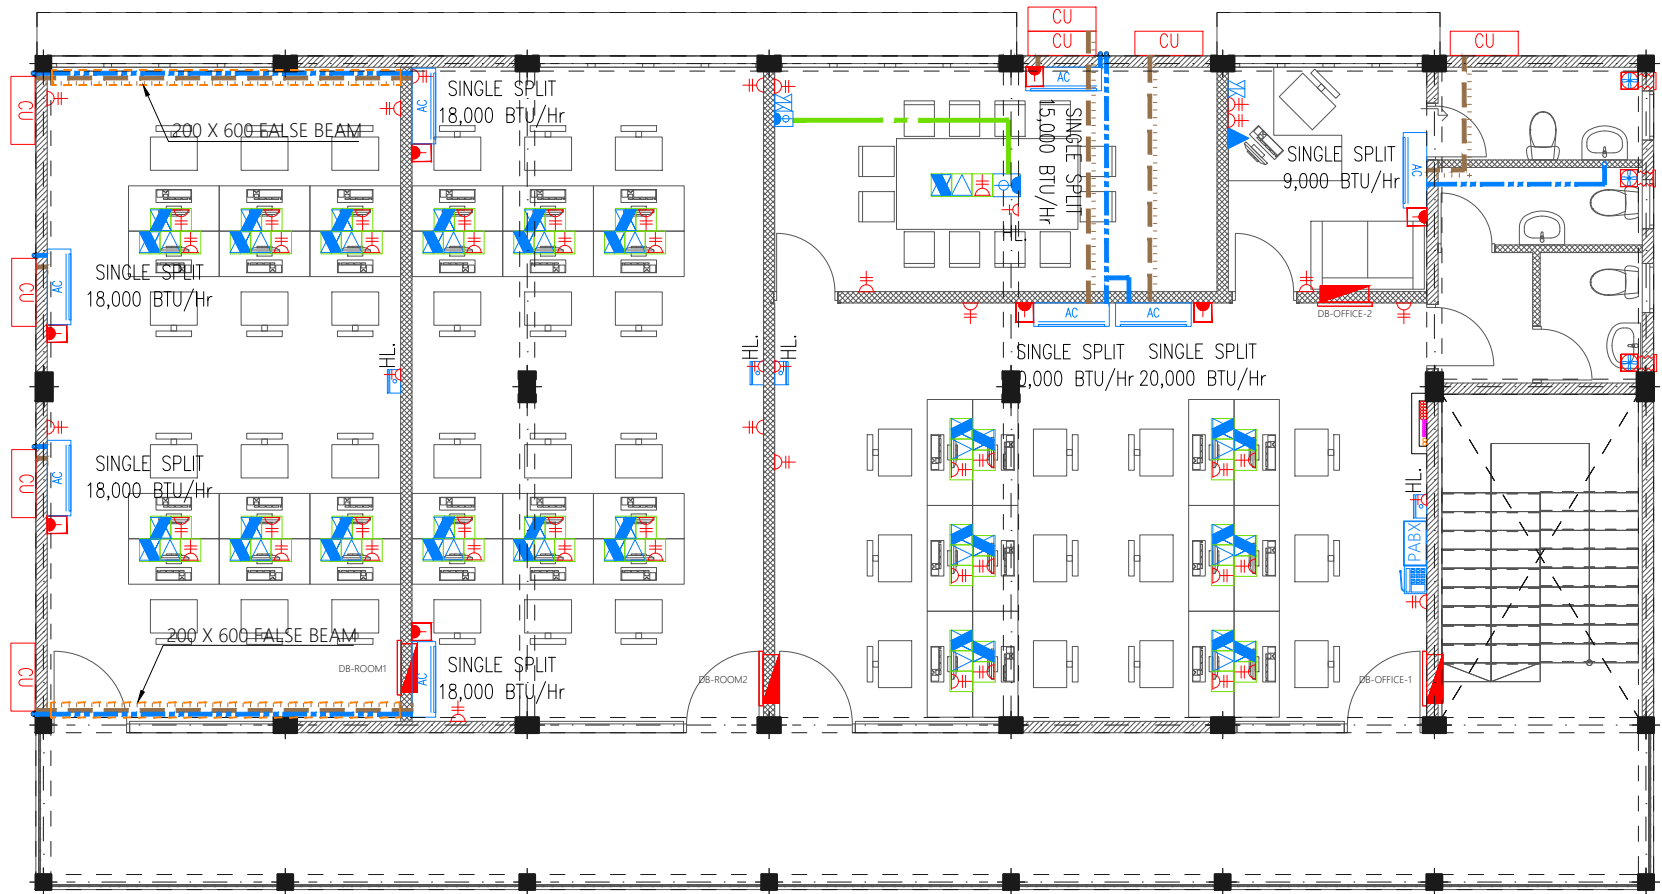 CU
CU
CU
CU
CU
AC
SINGLE SPLIT
18,000 BTU/Hr
AC
200 X 600 FALSE BEAM
SINGLE SPLIT
15,000 BTU/Hr
SINGLE SPLIT
9,000 BTU/Hr
AC
HL.
SINGLE SPLIT
18,000 BTU/Hr
CU
AC
AC
AC
DB-OFFICE-2
HL.
HL.
HL.
SINGLE SPLIT
0,000 BTU/Hr
SINGLE SPLIT
20,000 BTU/Hr
SINGLE SPLIT
18,000 BTU/Hr
CU
AC
HL.
PABX
200 X 600 FALSE BEAM
CU
DB-ROOM1
AC
SINGLE SPLIT
18,000 BTU/Hr
DB-ROOM2
DB-OFFICE-1